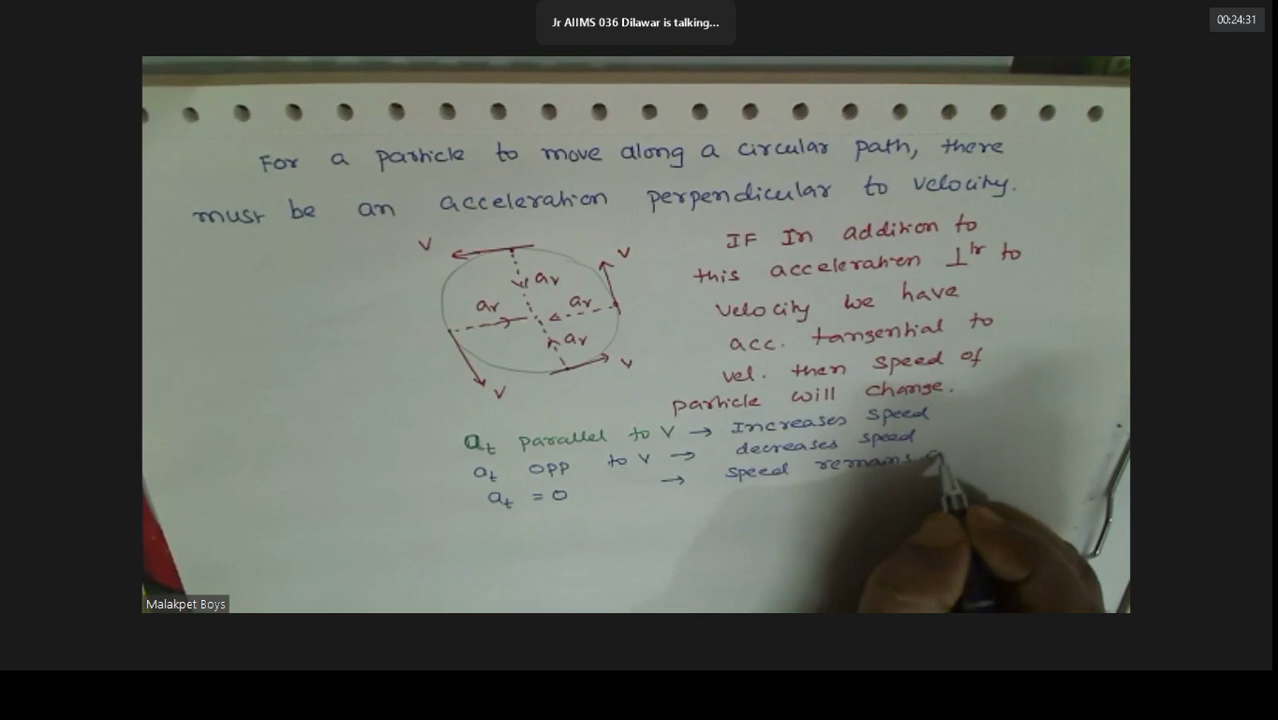 Jr AIIMS 036 Dilawar is talking...
00:24:31
For a particle to move along a circular path, there
must be an acceleration perpendicular to velocity.
V
V
ar
ar
ar
ar
V
V
IF In addition to
this acceleration ⊥lr to
velocity we have
acc. tangential to
vel. then speed of
particle will change.
at parallel to V → Increases speed
at opp to V → decreases speed
at = 0 → speed remains
Malakpet Boys